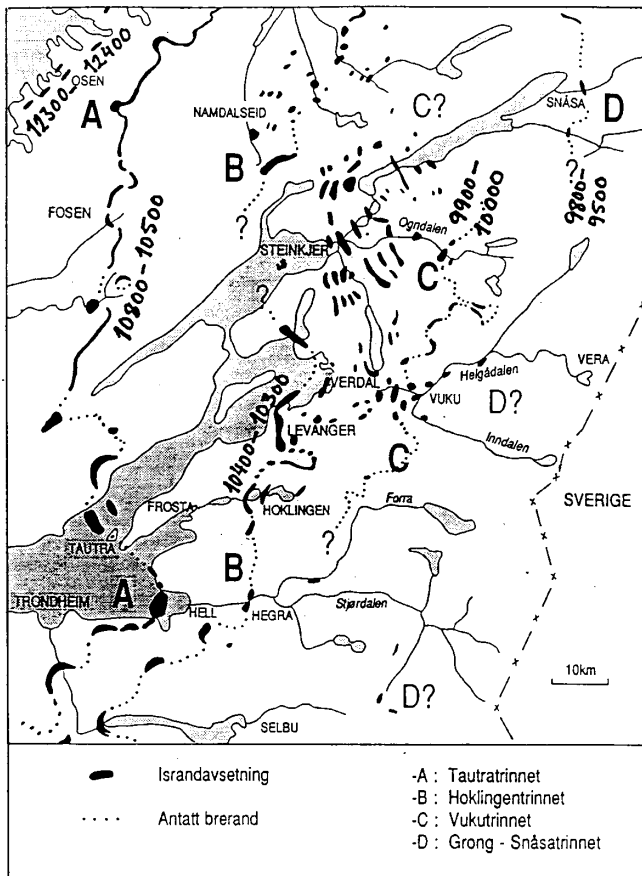 12300-12400
OSEN
A
NAMDALSEID
C?
SNÅSA
D
B
?
?
9900-
10000
9800-
9500
FOSEN
Ogndalen
STEINKJER
C
10800-10500
?
?
VERDAL
Helgådalen
VERA
VUKU
D?
LEVANGER
10400-10300
Inndalen
C
SVERIGE
FROSTA
HOKLINGEN
Forra
?
TAUTRA
B
A
TRONDHEIM
HELL
HEGRA
Stjørdalen
10km
D?
SELBU
Israndavsetning
Antatt brerand
-A : Tautratrinnet
-B : Hoklingentrinnet
-C : Vukutrinnet
-D : Grong - Snåsatrinnet